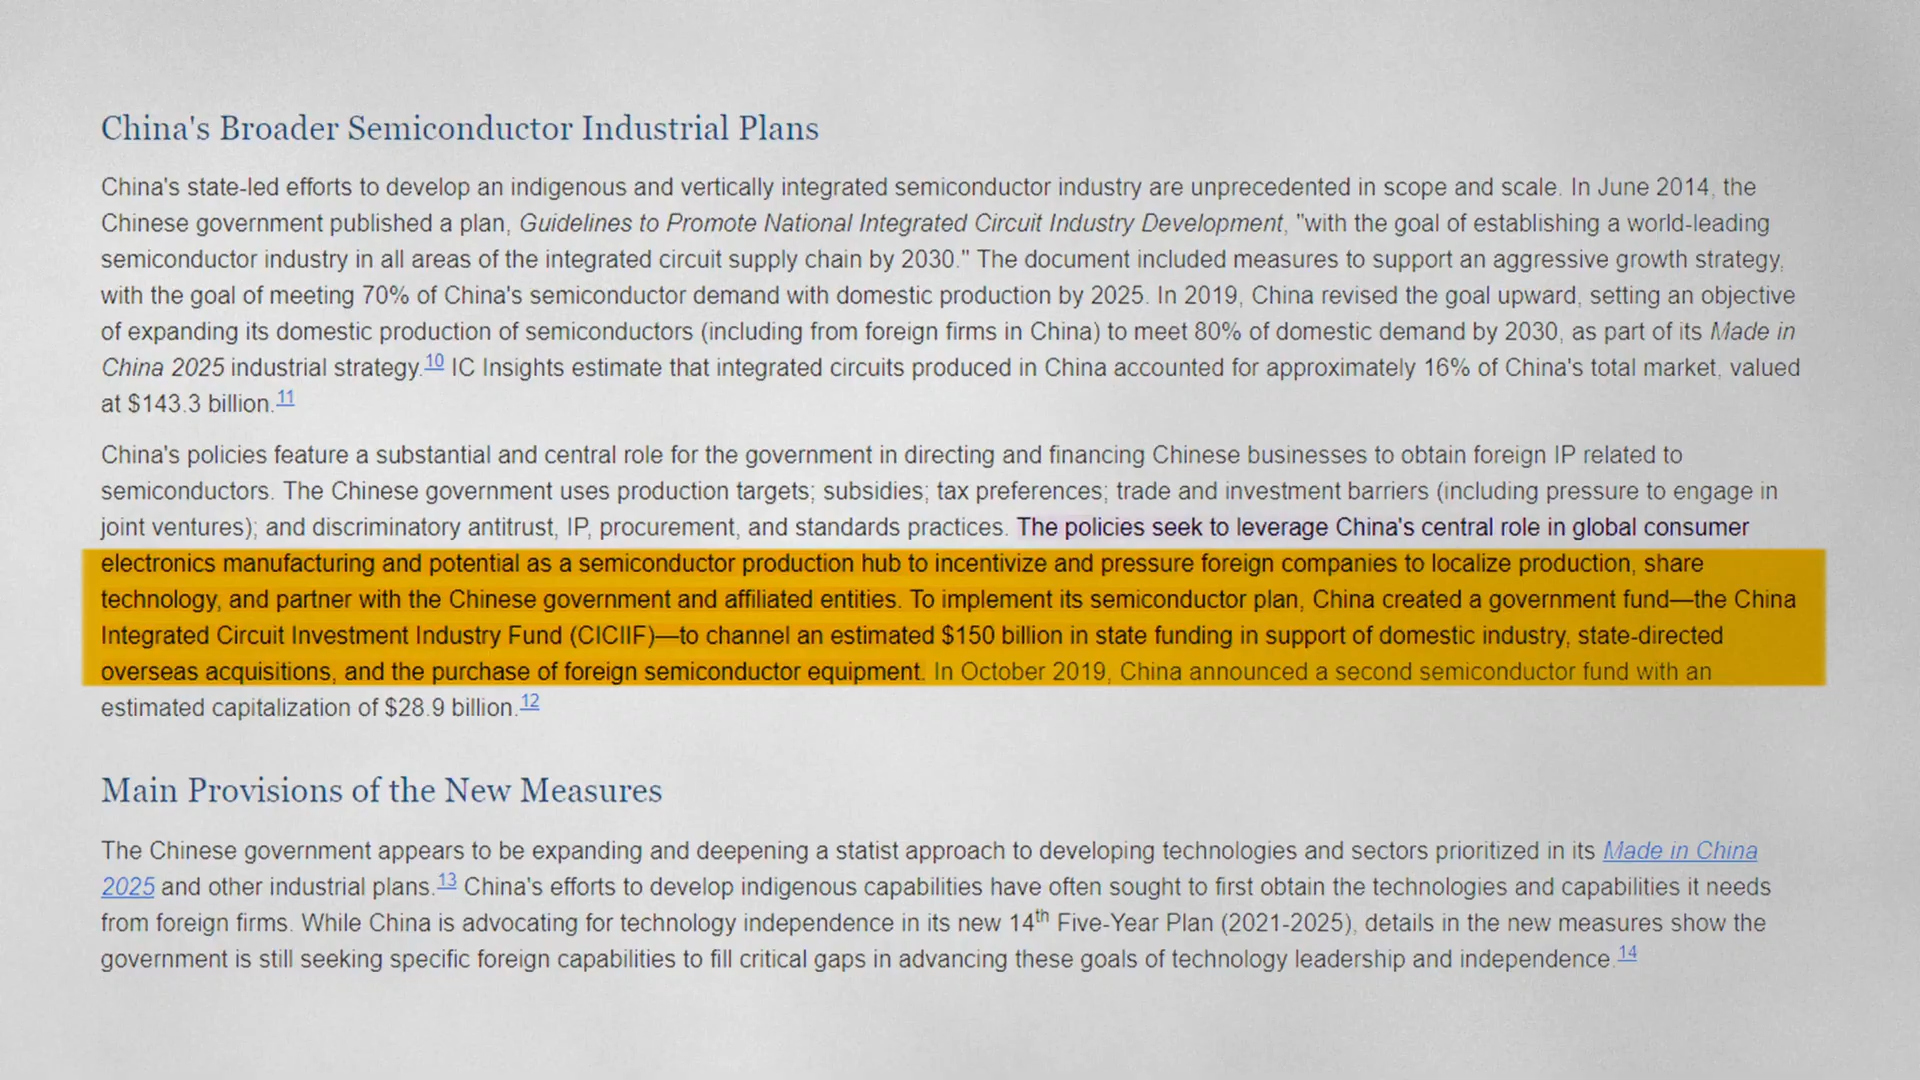 China's Broader Semiconductor Industrial Plans
China's state-led efforts to develop an indigenous and vertically integrated semiconductor industry are unprecedented in scope and scale. In June 2014, the
Chinese government published a plan, Guidelines to Promote National Integrated Circuit Industry Development, "with the goal of establishing a world-leading
semiconductor industry in all areas of the integrated circuit supply chain by 2030." The document included measures to support an aggressive growth strategy,
with the goal of meeting 70% of China's semiconductor demand with domestic production by 2025. In 2019, China revised the goal upward, setting an objective
of expanding its domestic production of semiconductors (including from foreign firms in China) to meet 80% of domestic demand by 2030, as part of its Made in
China 2025 industrial strategy.10 IC Insights estimate that integrated circuits produced in China accounted for approximately 16% of China's total market, valued
at $143.3 billion.11
China's policies feature a substantial and central role for the government in directing and financing Chinese businesses to obtain foreign IP related to
semiconductors. The Chinese government uses production targets; subsidies; tax preferences; trade and investment barriers (including pressure to engage in
joint ventures); and discriminatory antitrust, IP, procurement, and standards practices. The policies seek to leverage China's central role in global consumer
electronics manufacturing and potential as a semiconductor production hub to incentivize and pressure foreign companies to localize production, share
technology, and partner with the Chinese government and affiliated entities. To implement its semiconductor plan, China created a government fund—the China
Integrated Circuit Investment Industry Fund (CICIIF)—to channel an estimated $150 billion in state funding in support of domestic industry, state-directed
overseas acquisitions, and the purchase of foreign semiconductor equipment. In October 2019, China announced a second semiconductor fund with an
estimated capitalization of $28.9 billion.12
Main Provisions of the New Measures
The Chinese government appears to be expanding and deepening a statist approach to developing technologies and sectors prioritized in its Made in China
2025 and other industrial plans.13 China's efforts to develop indigenous capabilities have often sought to first obtain the technologies and capabilities it needs
from foreign firms. While China is advocating for technology independence in its new 14th Five-Year Plan (2021-2025), details in the new measures show the
government is still seeking specific foreign capabilities to fill critical gaps in advancing these goals of technology leadership and independence.14